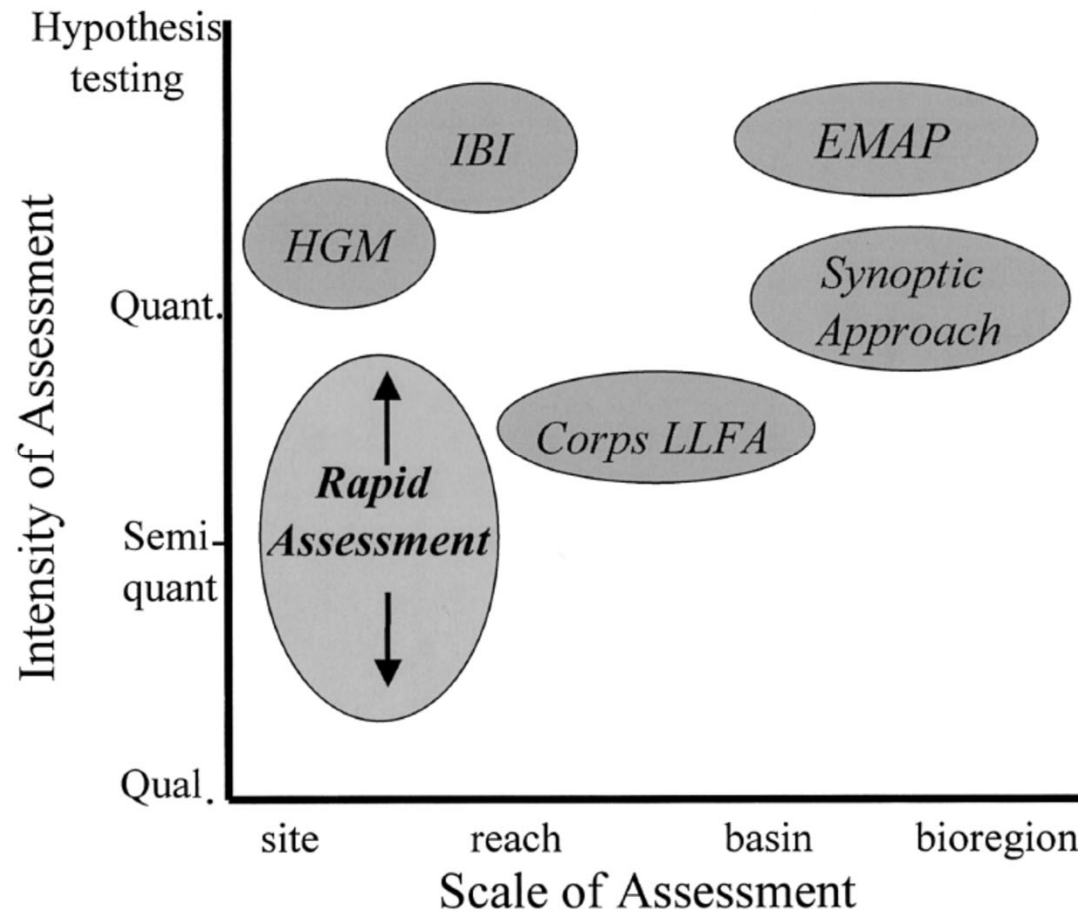 Hypothesis
testing
IBI
EMAP
HGM
Synoptic
Approach
Quant.
Corps LLFA
Rapid
Assessment
Semi
quant
Qual.
Intensity of Assessment
site reach basin bioregion
Scale of Assessment